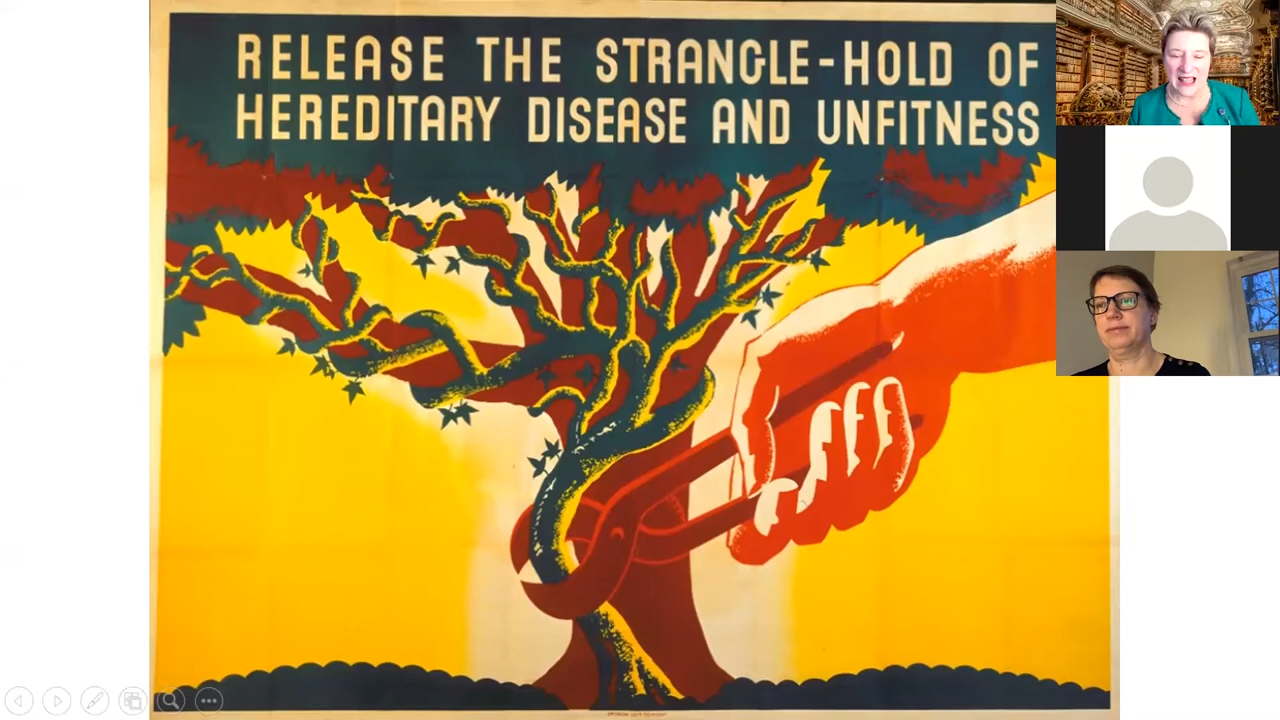 RELEASE THE STRANGLE-HOLD OF
HEREDITARY DISEASE AND UNFITNESS